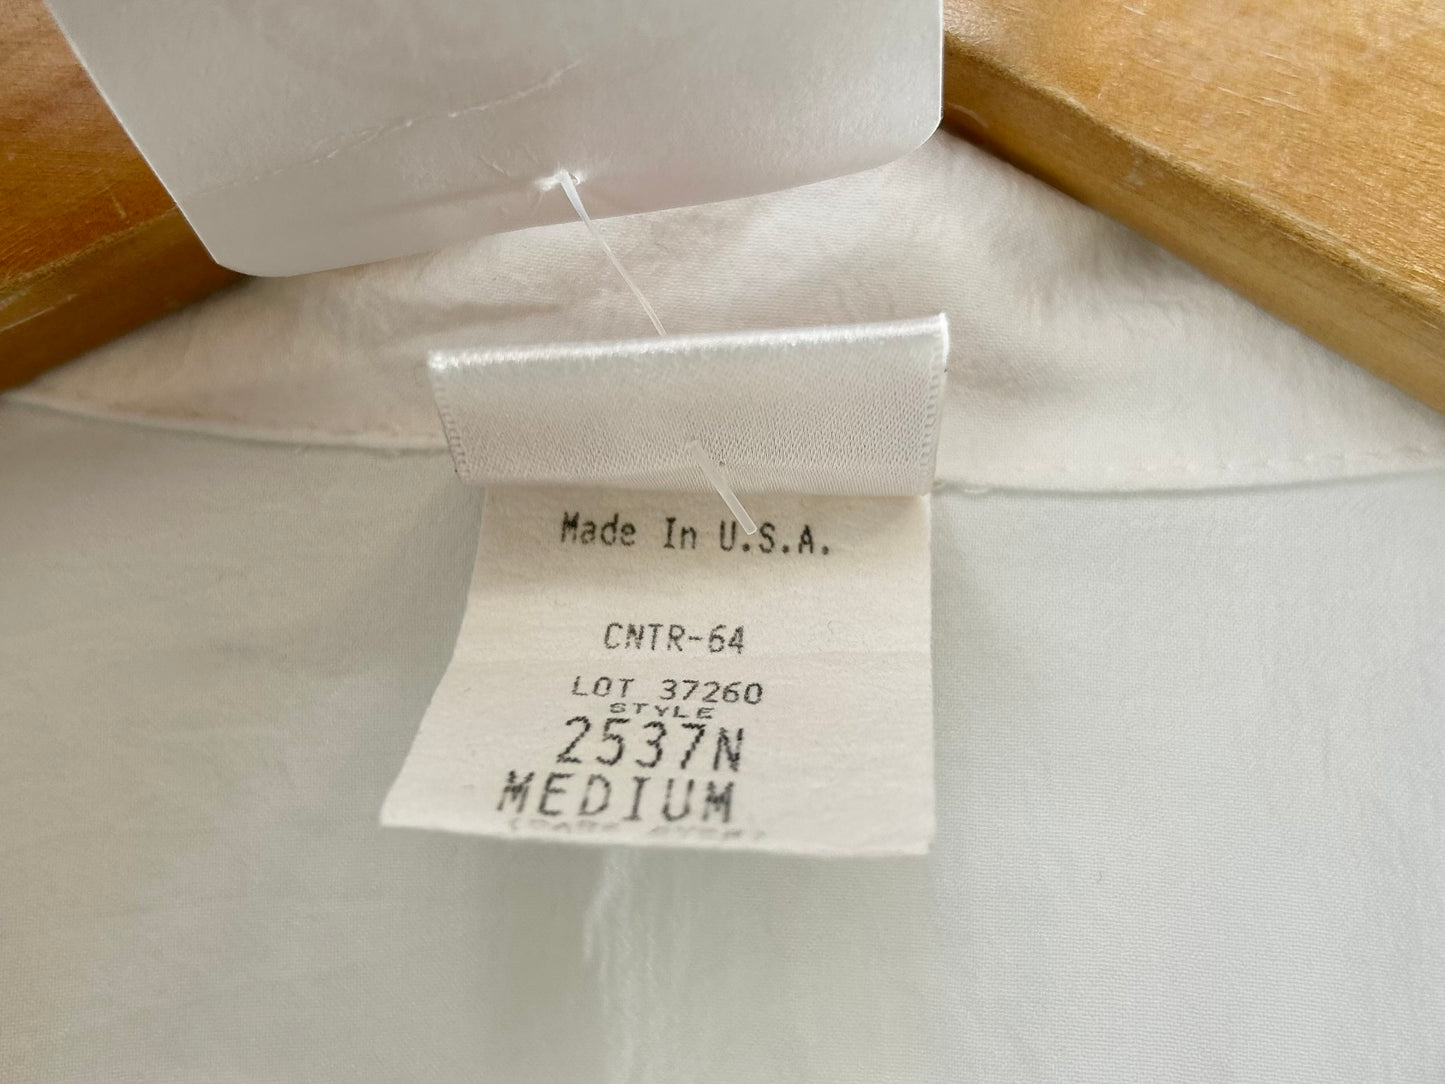 Made In U.S.A.
CNTR-64
LOT 37260
STYLE
2537N
MEDIUM